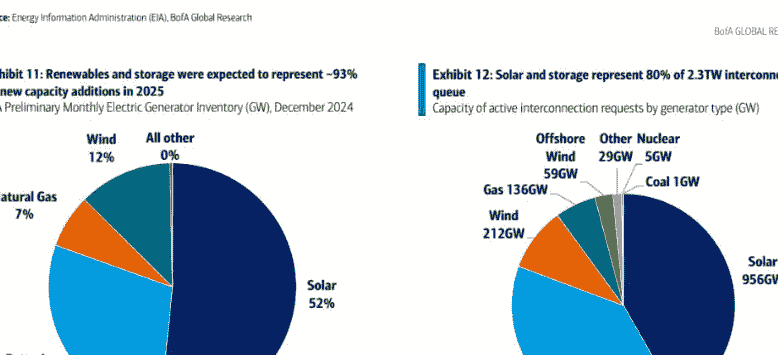 ce: Energy Information Administration (EIA), BofA Global Research
BofA GLOBAL RE
hibit 11: Renewables and storage were expected to represent ~93%
new capacity additions in 2025
A Preliminary Monthly Electric Generator Inventory (GW), December 2024
Wind
12%
All other
0%
atural Gas
7%
Solar
52%
Exhibit 12: Solar and storage represent 80% of 2.3TW interconne
queue
Capacity of active interconnection requests by generator type (GW)
Offshore
Wind
59GW
Other
29GW
Nuclear
5GW
Coal 1GW
Gas 136GW
Wind
212GW
Solar
956GW